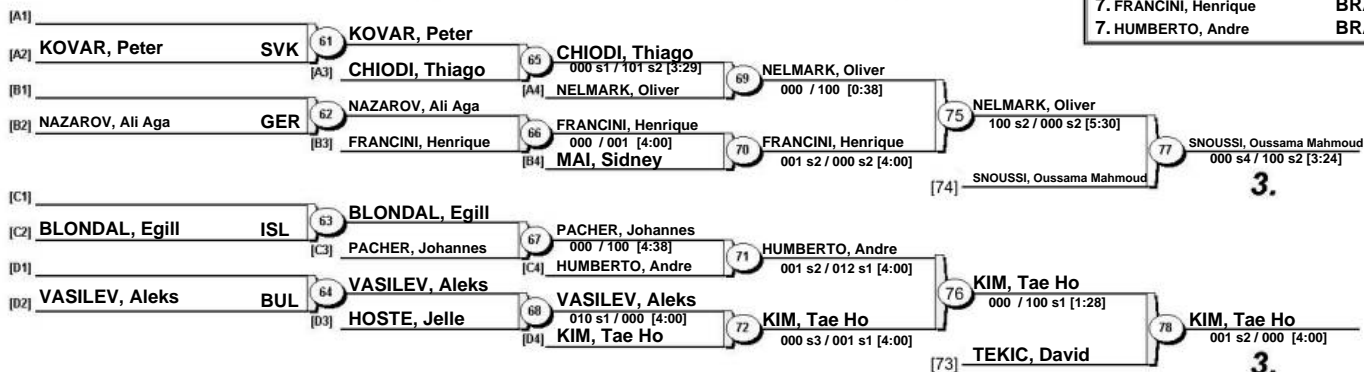 7. FRANCINI, Henrique BRA
7. HUMBERTO, Andre BRA
[A1]
[A2] KOVAR, Peter SVK
61
KOVAR, Peter
[A3] CHIODI, Thiago
65
CHIODI, Thiago
000 s1 / 101 s2 [3:29]
[A4] NELMARK, Oliver
69
NELMARK, Oliver
000 / 100 [0:38]
[B1]
[B2] NAZAROV, Ali Aga GER
62
NAZAROV, Ali Aga
[B3] FRANCINI, Henrique
66
FRANCINI, Henrique
000 / 001 [4:00]
[B4] MAI, Sidney
70
FRANCINI, Henrique
001 s2 / 000 s2 [4:00]
75
NELMARK, Oliver
100 s2 / 000 s2 [5:30]
[74] SNOUSSI, Oussama Mahmoud
77
SNOUSSI, Oussama Mahmoud
000 s4 / 100 s2 [3:24]
3.
[C1]
[C2] BLONDAL, Egill ISL
63
BLONDAL, Egill
[C3] PACHER, Johannes
67
PACHER, Johannes
000 / 100 [4:38]
[C4] HUMBERTO, Andre
71
HUMBERTO, Andre
001 s2 / 012 s1 [4:00]
[D1]
[D2] VASILEV, Aleks BUL
64
VASILEV, Aleks
[D3] HOSTE, Jelle
68
VASILEV, Aleks
010 s1 / 000 [4:00]
[D4] KIM, Tae Ho
72
KIM, Tae Ho
000 s3 / 001 s1 [4:00]
76
KIM, Tae Ho
000 / 100 s1 [1:28]
[73] TEKIC, David
78
KIM, Tae Ho
001 s2 / 000 [4:00]
3.